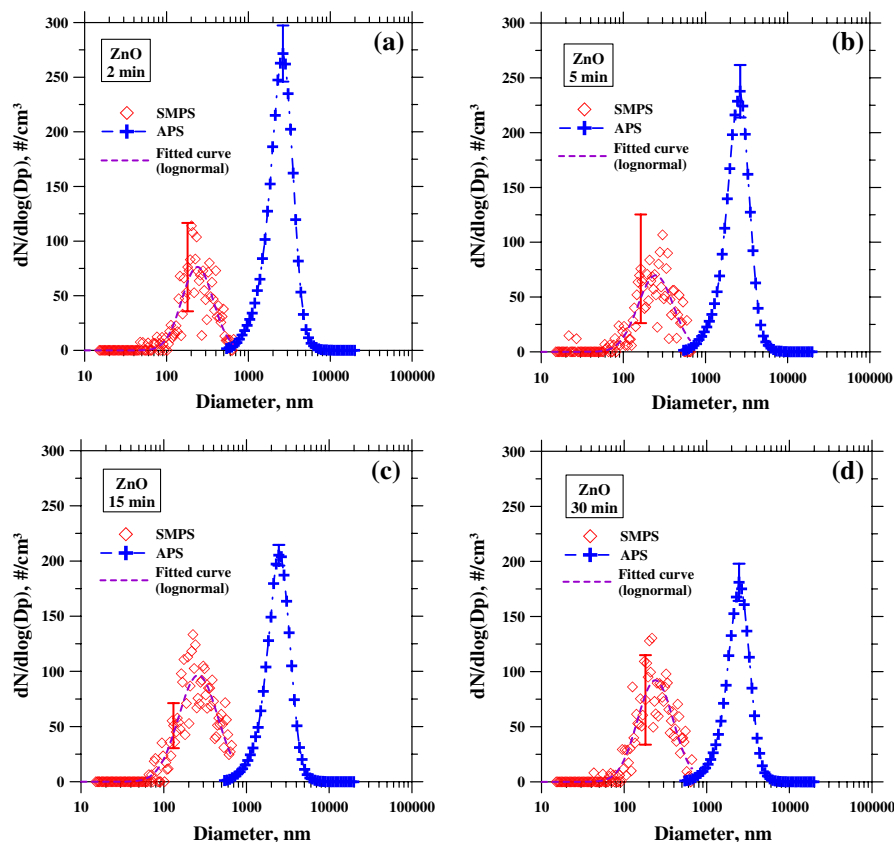 (a)
ZnO
2 min
SMPS
APS
Fitted curve
(lognormal)
dN/dlog(Dp), #/cm³
300
250
200
150
100
75
50
0
10
100
1000
10000
100000
Diameter, nm
(b)
ZnO
5 min
SMPS
APS
Fitted curve
(lognormal)
dN/dlog(Dp), #/cm³
300
250
200
150
100
50
0
10
100
1000
10000
100000
Diameter, nm
(c)
ZnO
15 min
SMPS
APS
Fitted curve
(lognormal)
dN/dlog(Dp), #/cm³
300
250
200
150
100
50
0
10
100
1000
10000
100000
Diameter, nm
(d)
ZnO
30 min
SMPS
APS
Fitted curve
(lognormal)
dN/dlog(Dp), #/cm³
300
250
200
150
100
50
0
10
100
1000
10000
100000
Diameter, nm